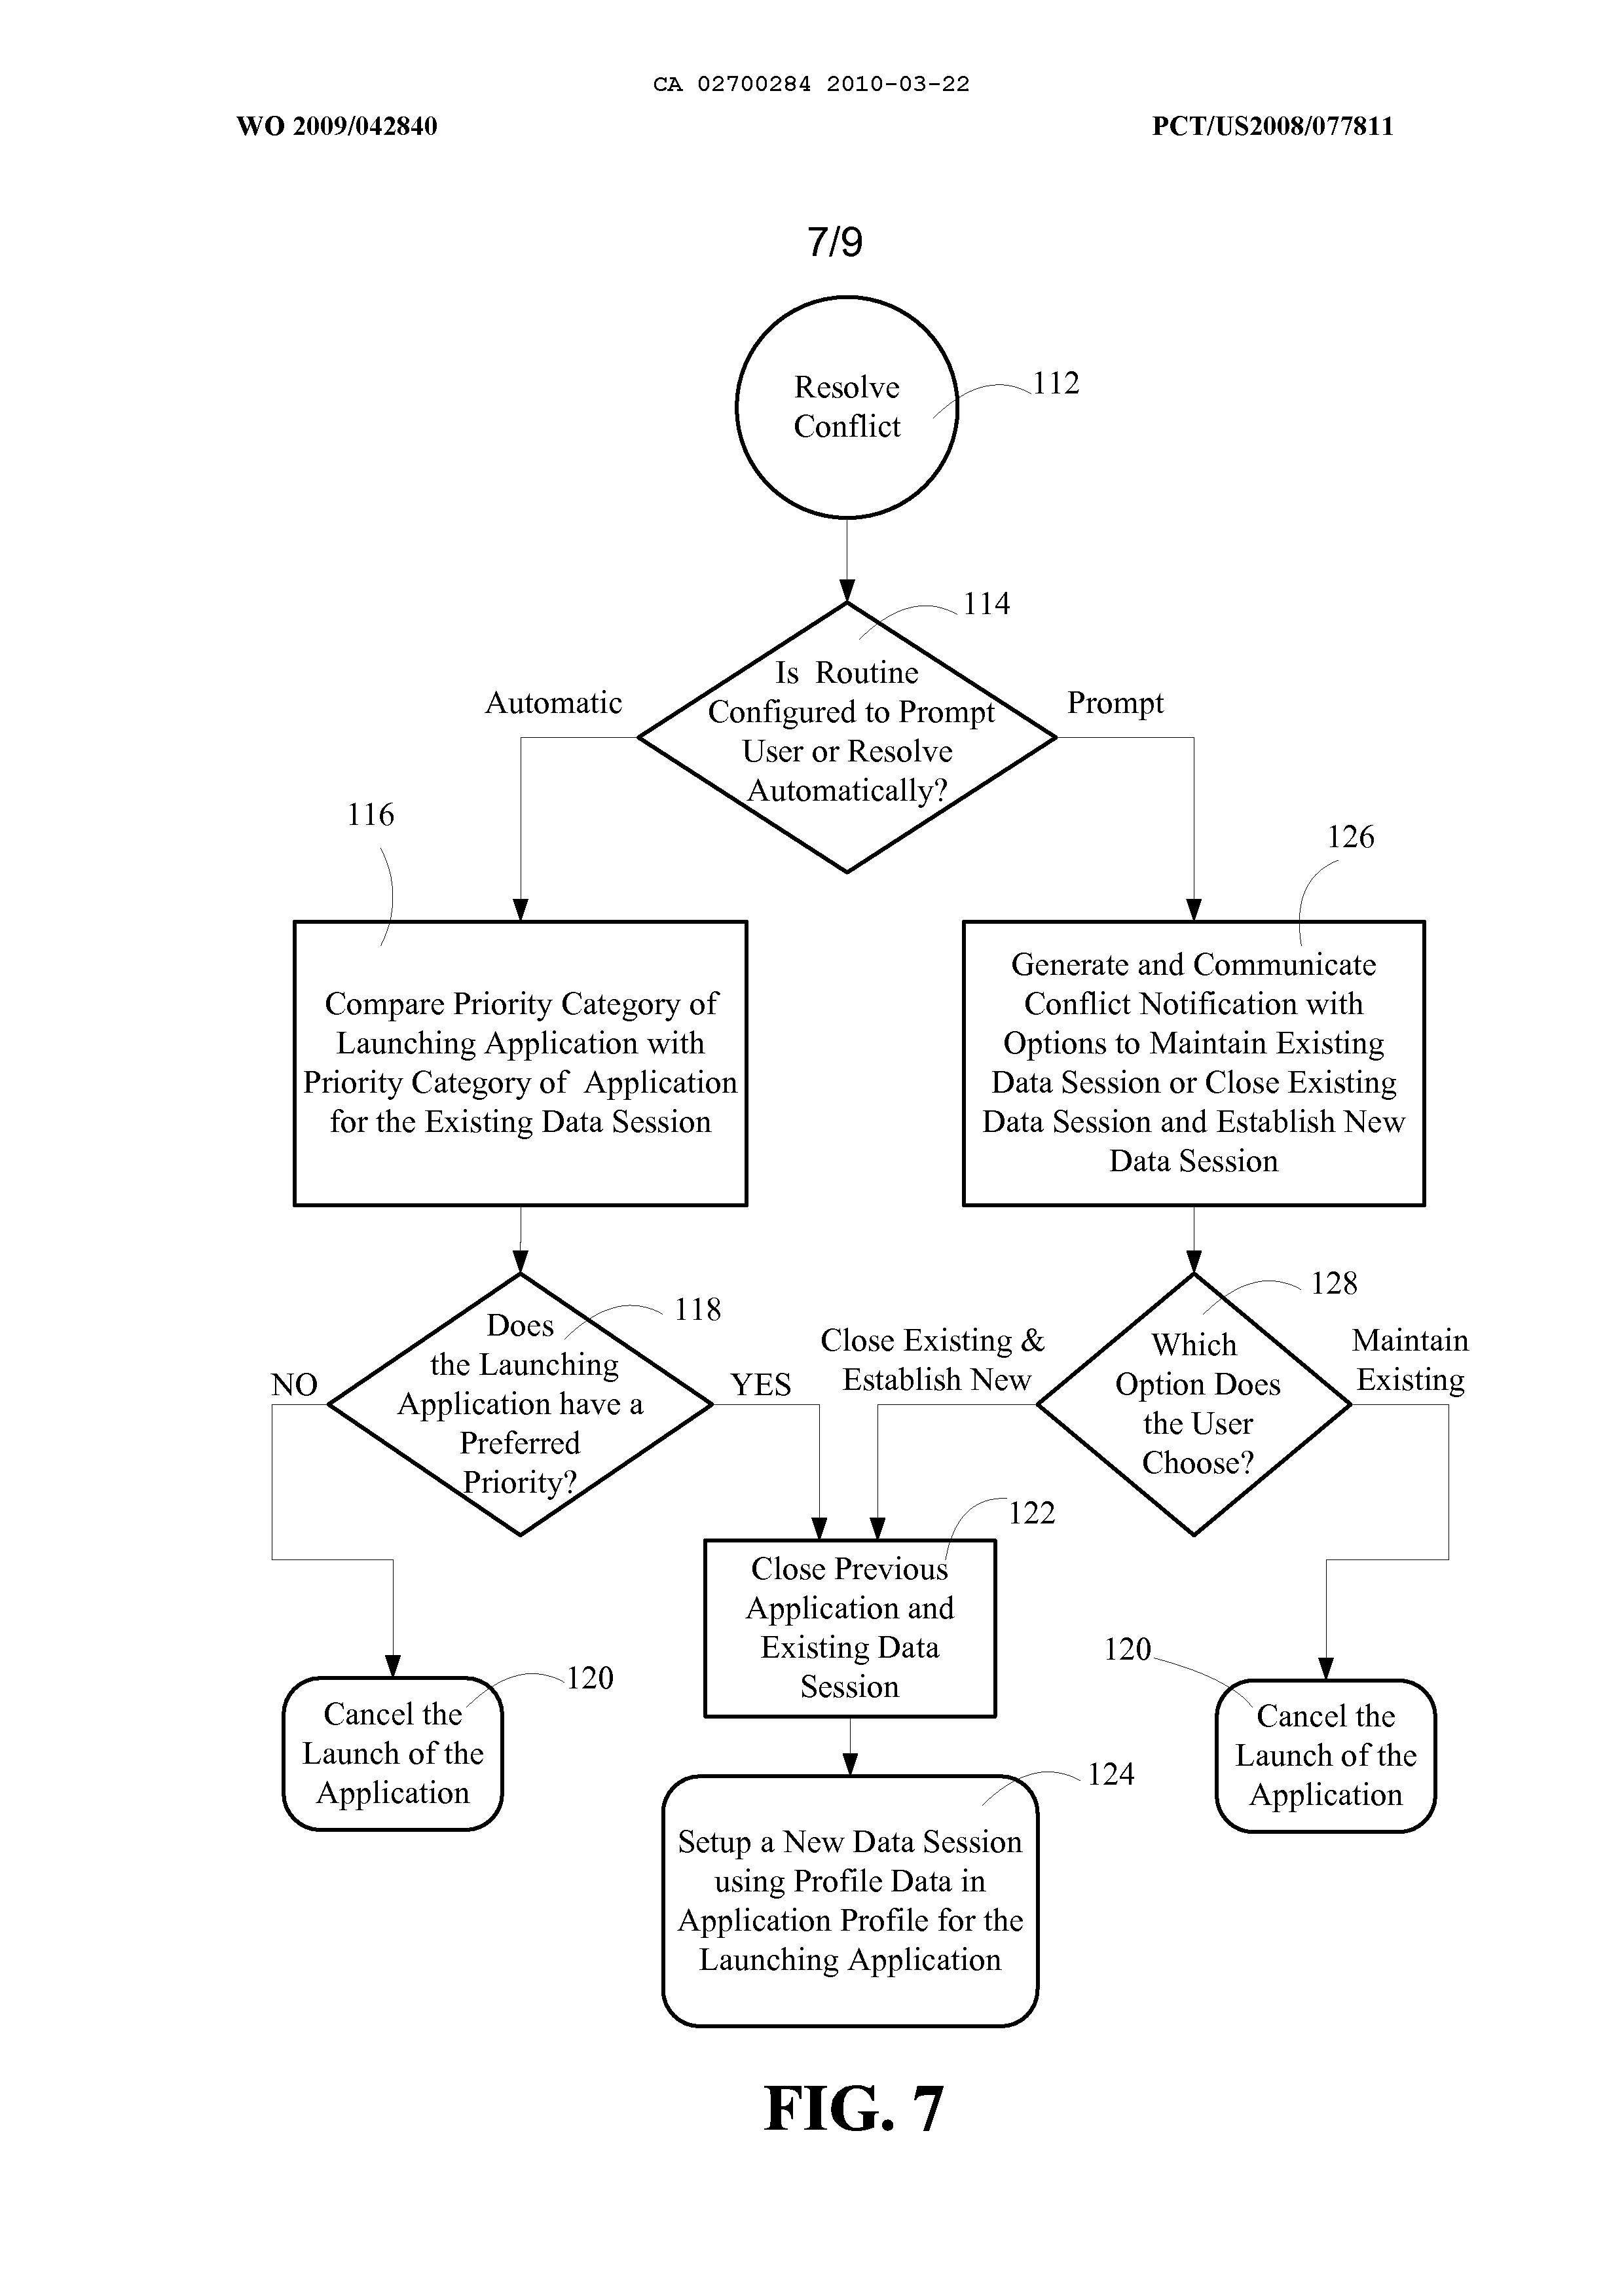 CA 02700284 2010-03-22
WO 2009/042840
PCT/US2008/077811
7/9
Resolve
Conflict
112
114
Is Routine
Configured to Prompt
User or Resolve
Automatically?
Automatic
Prompt
116
126
Compare Priority Category of
Launching Application with
Priority Category of Application
for the Existing Data Session
Generate and Communicate
Conflict Notification with
Options to Maintain Existing
Data Session or Close Existing
Data Session and Establish New
Data Session
118
Does
the Launching
Application have a
Preferred
Priority?
NO
YES
128
Which
Option Does
the User
Choose?
Close Existing &
Establish New
Maintain
Existing
122
Close Previous
Application and
Existing Data
Session
120
Cancel the
Launch of the
Application
120
Cancel the
Launch of the
Application
124
Setup a New Data Session
using Profile Data in
Application Profile for the
Launching Application
FIG. 7